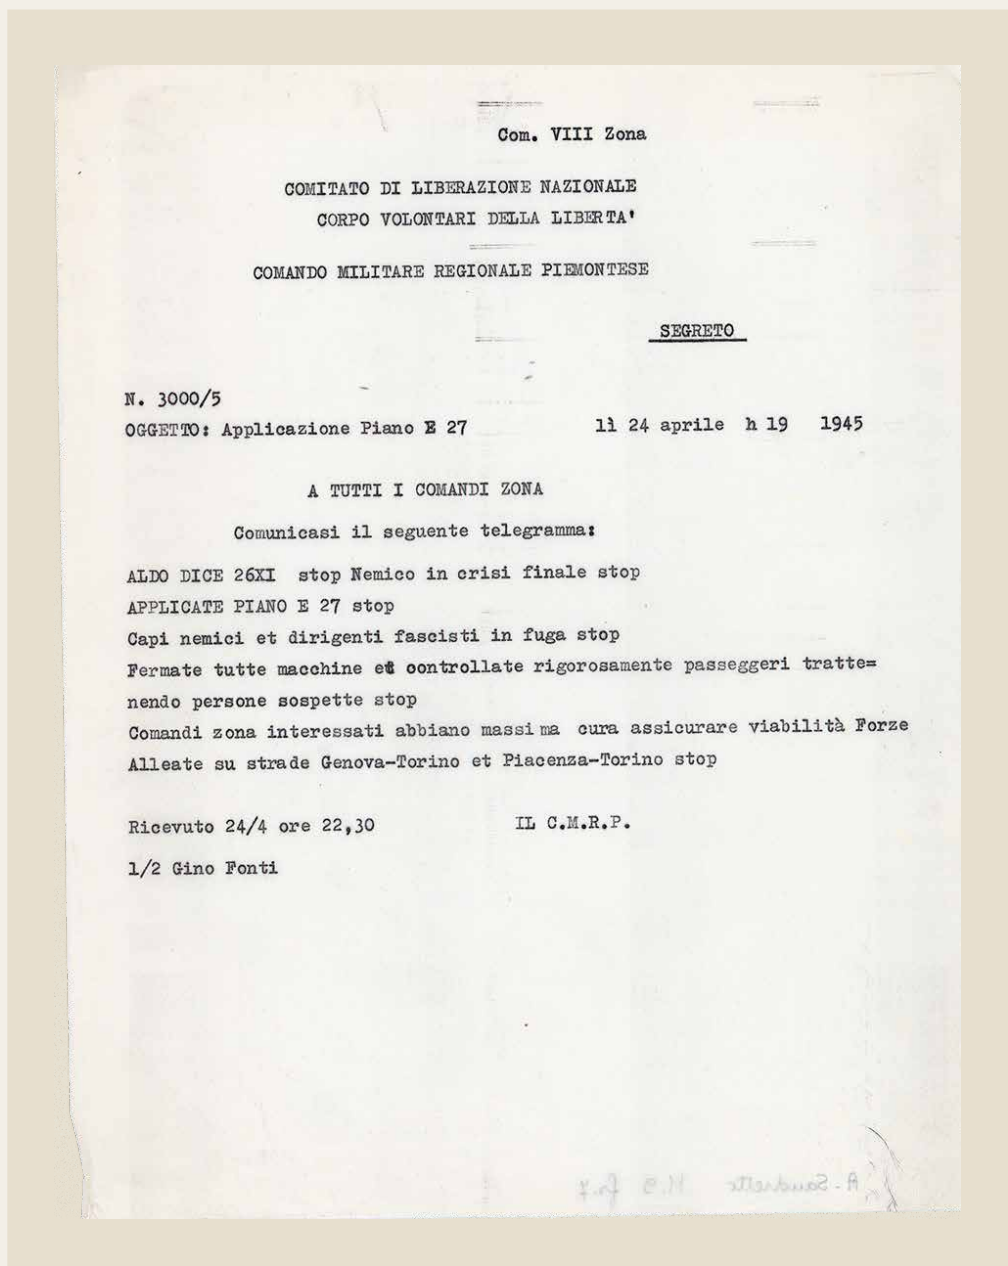 Com. VIII Zona
COMITATO DI LIBERAZIONE NAZIONALE
CORPO VOLONTARI DELLA LIBERTA'
COMANDO MILITARE REGIONALE PIEMONTESE
SEGRETO
N. 3000/5
OGGETTO: Applicazione Piano E 27 lì 24 aprile h 19 1945
A TUTTI I COMANDI ZONA
Comunicasi il seguente telegramma:
ALDO DICE 26XI stop Nemico in crisi finale stop
APPLICATE PIANO E 27 stop
Capi nemici et dirigenti fascisti in fuga stop
Fermate tutte macchine et controllate rigorosamente passeggeri tratte=
nendo persone sospette stop
Comandi zona interessati abbiano massima cura assicurare viabilità Forze
Alleate su strade Genova-Torino et Piacenza-Torino stop
Ricevuto 24/4 ore 22,30 IL C.M.R.P.
1/2 Gino Fonti